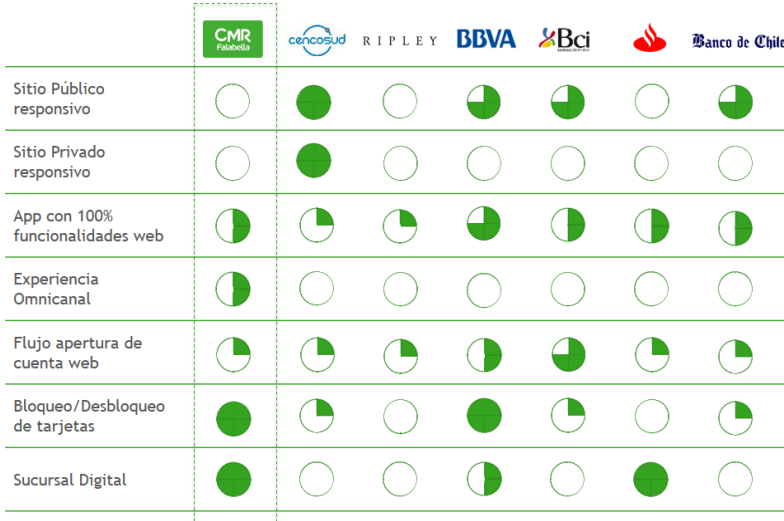 CMR
Falabella
cencosud
RIPLEY
BBVA
Bci
Banco de Chile
Sitio Público
responsivo
Sitio Privado
responsivo
App con 100%
funcionalidades web
Experiencia
Omnicanal
Flujo apertura de
cuenta web
Bloqueo/Desbloqueo
de tarjetas
Sucursal Digital